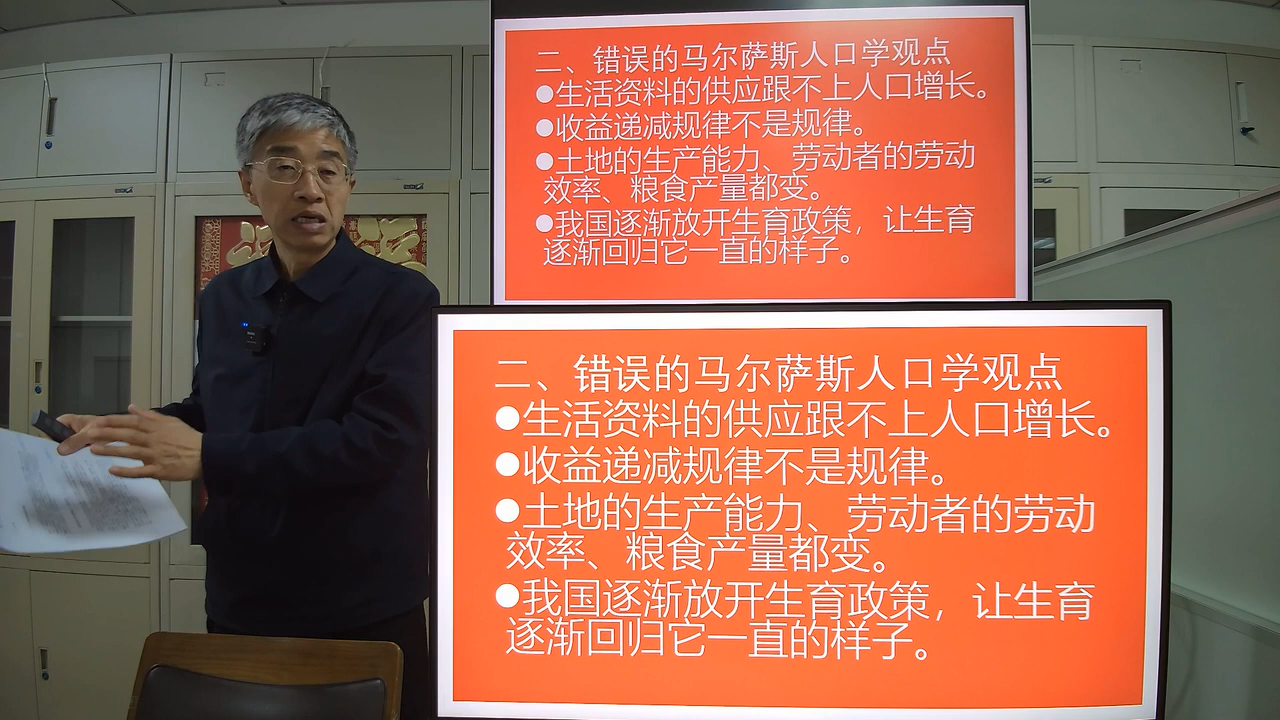 二、错误的马尔萨斯人口学观点
●生活资料的供应跟不上人口增长。
●收益递减规律不是规律。
●土地的生产能力、劳动者的劳动
效率、粮食产量都变。
●我国逐渐放开生育政策，让生育
逐渐回归它一直的样子。
二、错误的马尔萨斯人口学观点
●生活资料的供应跟不上人口增长。
●收益递减规律不是规律。
●土地的生产能力、劳动者的劳动
效率、粮食产量都变。
●我国逐渐放开生育政策，让生育
逐渐回归它一直的样子。